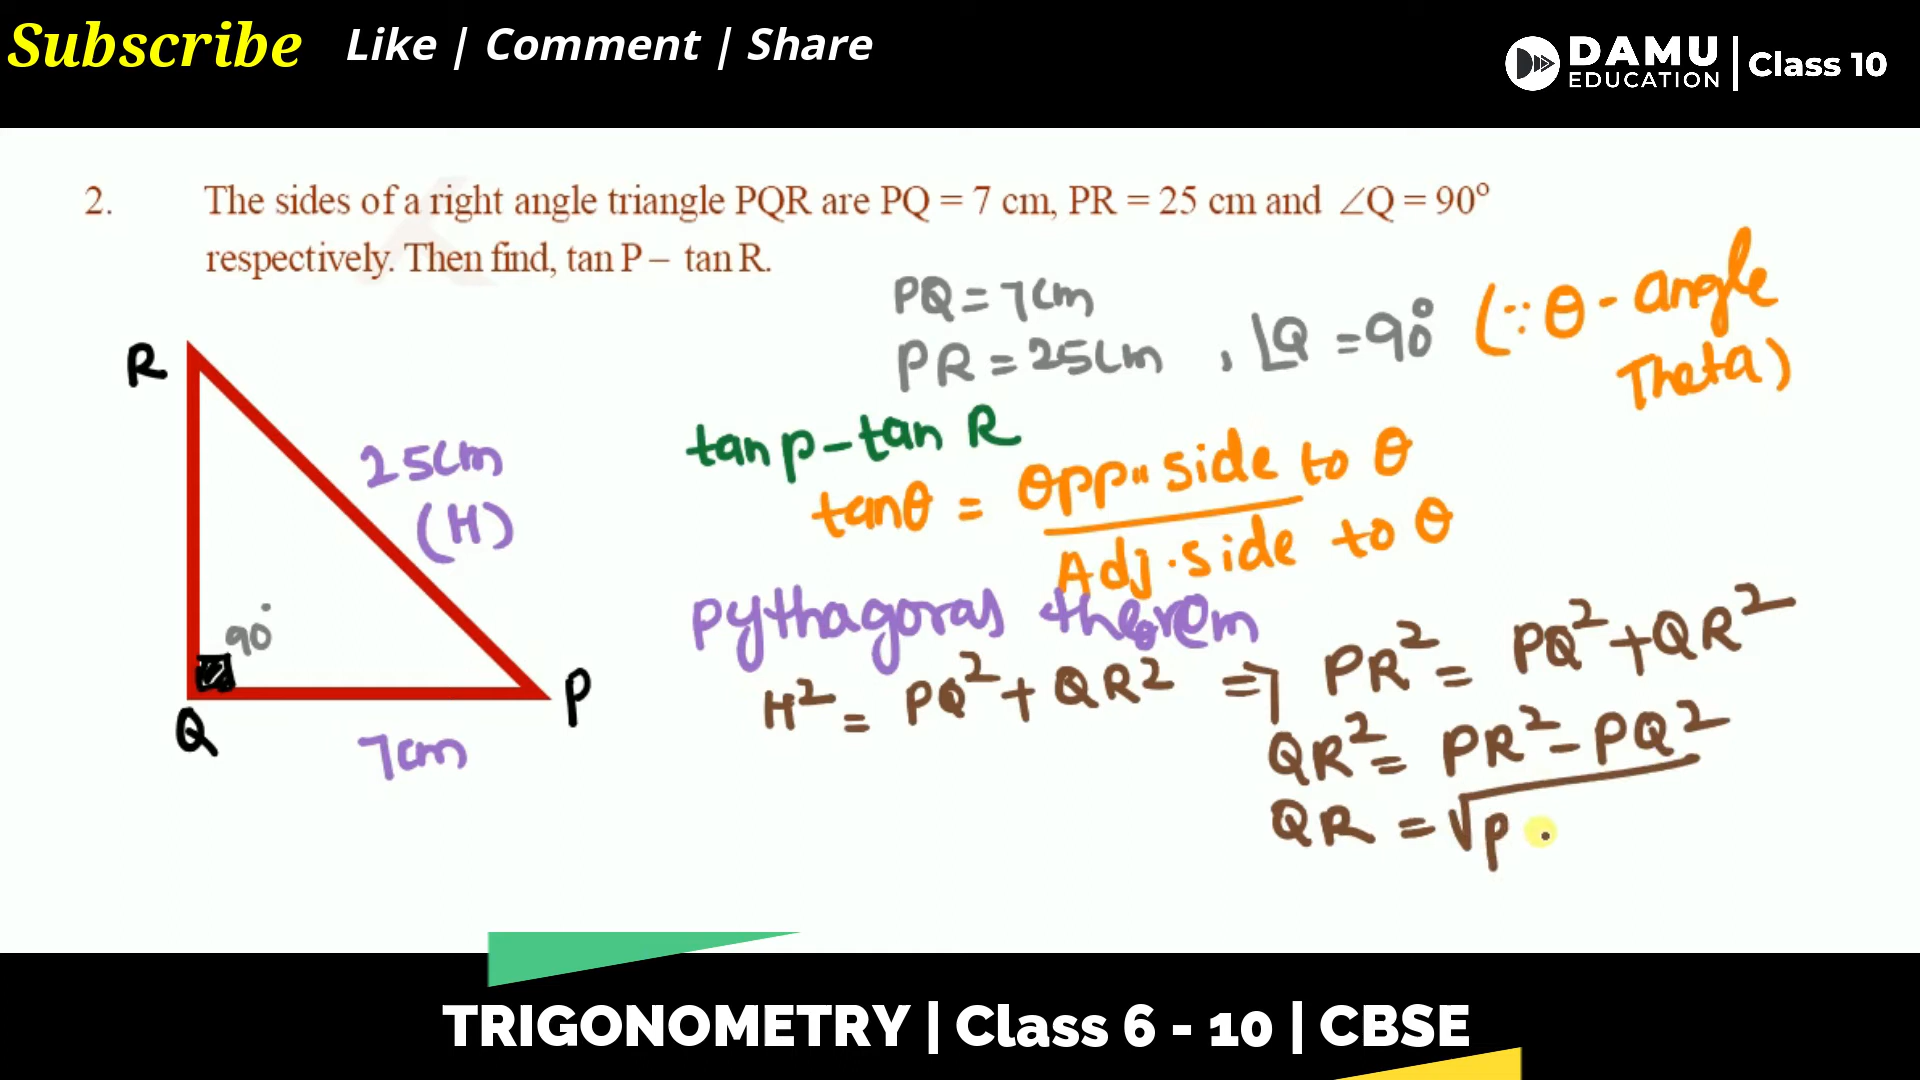 Subscribe Like | Comment | Share
DAMU EDUCATION | Class 10
2. The sides of a right angle triangle PQR are PQ = 7 cm, PR = 25 cm and ∠Q = 90°
respectively. Then find, tan P – tan R.
PQ = 7cm
PR = 25cm , ∠Q = 90° (∵ θ - angle
Theta)
R
25cm
(H)
90°
Q
P
7cm
tan p - tan R
tanθ = Opp" side to θ
Adj. side to θ
pythagoras theorem
H² = PQ² + QR² ⇒ PR² = PQ² + QR²
QR² = PR² - PQ²
QR = √p
TRIGONOMETRY | Class 6 - 10 | CBSE